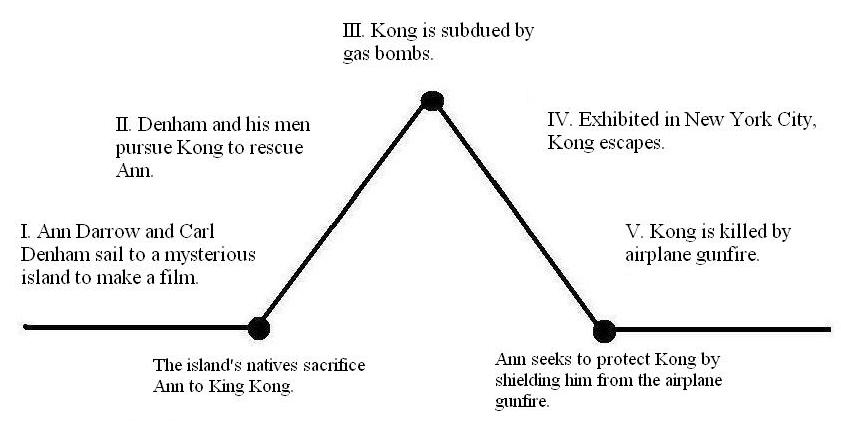 III. Kong is subdued by
gas bombs.
II. Denham and his men
pursue Kong to rescue
Ann.
IV. Exhibited in New York City,
Kong escapes.
I. Ann Darrow and Carl
Denham sail to a mysterious
island to make a film.
V. Kong is killed by
airplane gunfire.
The island's natives sacrifice
Ann to King Kong.
Ann seeks to protect Kong by
shielding him from the airplane
gunfire.